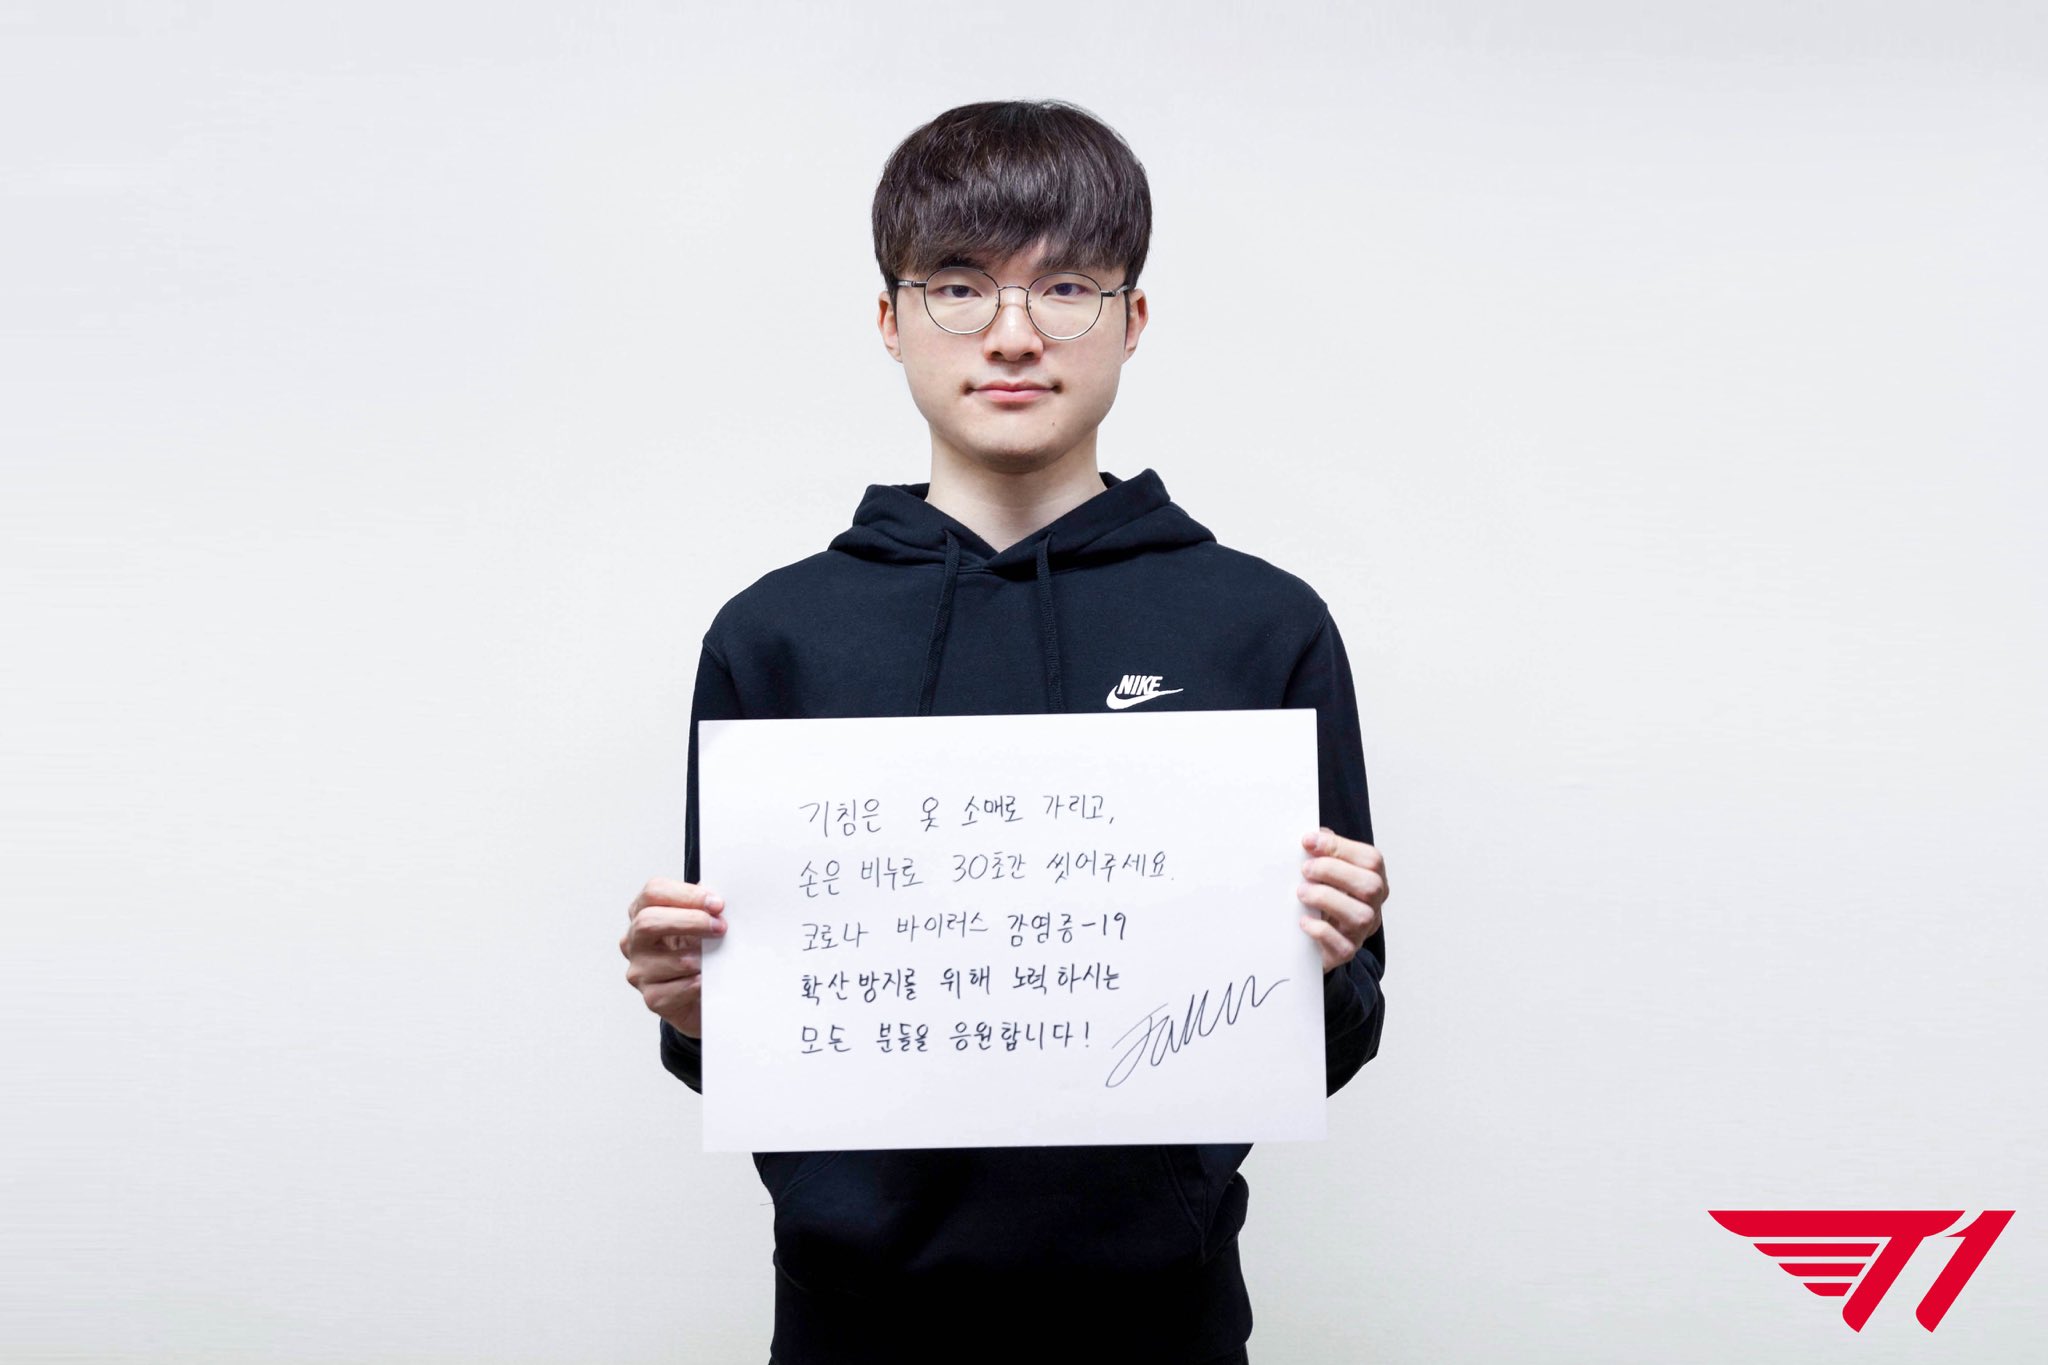 NIKE
기침은 옷 소매로 가리고,
손은 비누로 30초간 씻어주세요.
코로나 바이러스 감염증-19
확산방지를 위해 노력하시는
모든 분들을 응원합니다!
Faker
T1